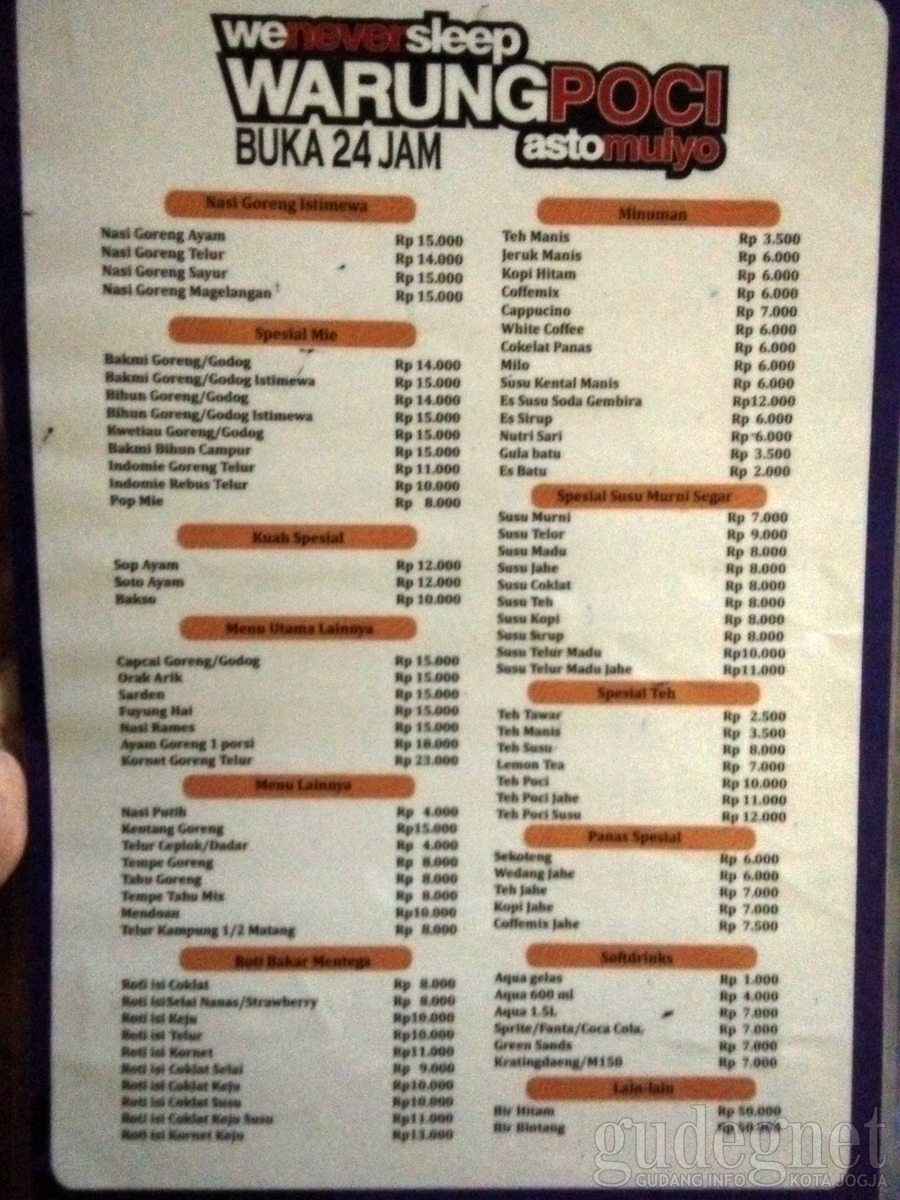 weneversleep
WARUNGPOCI
BUKA 24 JAM
astomulyo
Nasi Goreng Istimewa
Nasi Goreng Ayam Rp 15.000
Nasi Goreng Telur Rp 14.000
Nasi Goreng Sayur Rp 15.000
Nasi Goreng Magelangan Rp 15.000
Spesial Mie
Bakmi Goreng/Godog Rp 14.000
Bakmi Goreng/Godog Istimewa Rp 15.000
Bihun Goreng/Godog Rp 14.000
Bihun Goreng/Godog Istimewa Rp 15.000
Kwetiau Goreng/Godog Rp 15.000
Bakmi Bihun Campur Rp 15.000
Indomie Goreng Telur Rp 11.000
Indomie Rebus Telur Rp 10.000
Pop Mie Rp 8.000
Kuah Spesial
Sop Ayam Rp 12.000
Soto Ayam Rp 12.000
Bakso Rp 10.000
Menu Utama Lainnya
Capcai Goreng/Godog Rp 15.000
Orak Arik Rp 15.000
Sarden Rp 15.000
Fuyung Hai Rp 15.000
Nasi Rames Rp 15.000
Ayam Goreng 1 porsi Rp 18.000
Kornet Goreng Telur Rp 23.000
Menu Lainnya
Nasi Putih Rp 4.000
Kentang Goreng Rp15.000
Telur Ceplok/Dadar Rp 4.000
Tempe Goreng Rp 8.000
Tahu Goreng Rp 8.000
Tempe Tahu Mix Rp 8.000
Mendoan Rp10.000
Telur Kampung 1/2 Matang Rp 8.000
Roti Bakar Mentega
Roti isi Coklat Rp 8.000
Roti isiSelai Nanas/Strawberry Rp 8.000
Roti isi Keju Rp10.000
Roti isi Telur Rp10.000
Roti isi Kornet Rp11.000
Roti isi Coklat Selai Rp 9.000
Roti isi Coklat Keju Rp10.000
Roti isi Coklat Susu Rp10.000
Roti isi Coklat Keju Susu Rp11.000
Roti isi Kornet Keju Rp13.000
Minuman
Teh Manis Rp 3.500
Jeruk Manis Rp 6.000
Kopi Hitam Rp 6.000
Coffemix Rp 6.000
Cappucino Rp 7.000
White Coffee Rp 6.000
Cokelat Panas Rp 6.000
Milo Rp 6.000
Susu Kental Manis Rp 6.000
Es Susu Soda Gembira Rp12.000
Es Sirup Rp 6.000
Nutri Sari Rp 6.000
Gula batu Rp 3.500
Es Batu Rp 2.000
Spesial Susu Murni Segar
Susu Murni Rp 7.000
Susu Telor Rp 9.000
Susu Madu Rp 8.000
Susu Jahe Rp 8.000
Susu Coklat Rp 8.000
Susu Teh Rp 8.000
Susu Kopi Rp 8.000
Susu Sirup Rp 8.000
Susu Telur Madu Rp10.000
Susu Telur Madu Jahe Rp11.000
Spesial Teh
Teh Tawar Rp 2.500
Teh Manis Rp 3.500
Teh Susu Rp 8.000
Lemon Tea Rp 7.000
Teh Poci Rp 10.000
Teh Poci Jahe Rp 11.000
Teh Poci Susu Rp 12.000
Panas Spesial
Sekoteng Rp 6.000
Wedang Jahe Rp 6.000
Teh Jahe Rp 7.000
Kopi Jahe Rp 7.000
Coffemix Jahe Rp 7.500
Softdrinks
Aqua gelas Rp 1.000
Aqua 600 ml Rp 4.000
Aqua 1.5L Rp 7.000
Sprite/Fanta/Coca Cola. Rp 7.000
Green Sands Rp 7.000
Kratingdaeng/M150 Rp 7.000
Lain-lain
Bir Hitam Rp 50.000
Bir Bintang Rp
gudegnet
GUDANG INFO KOTA JOGJA